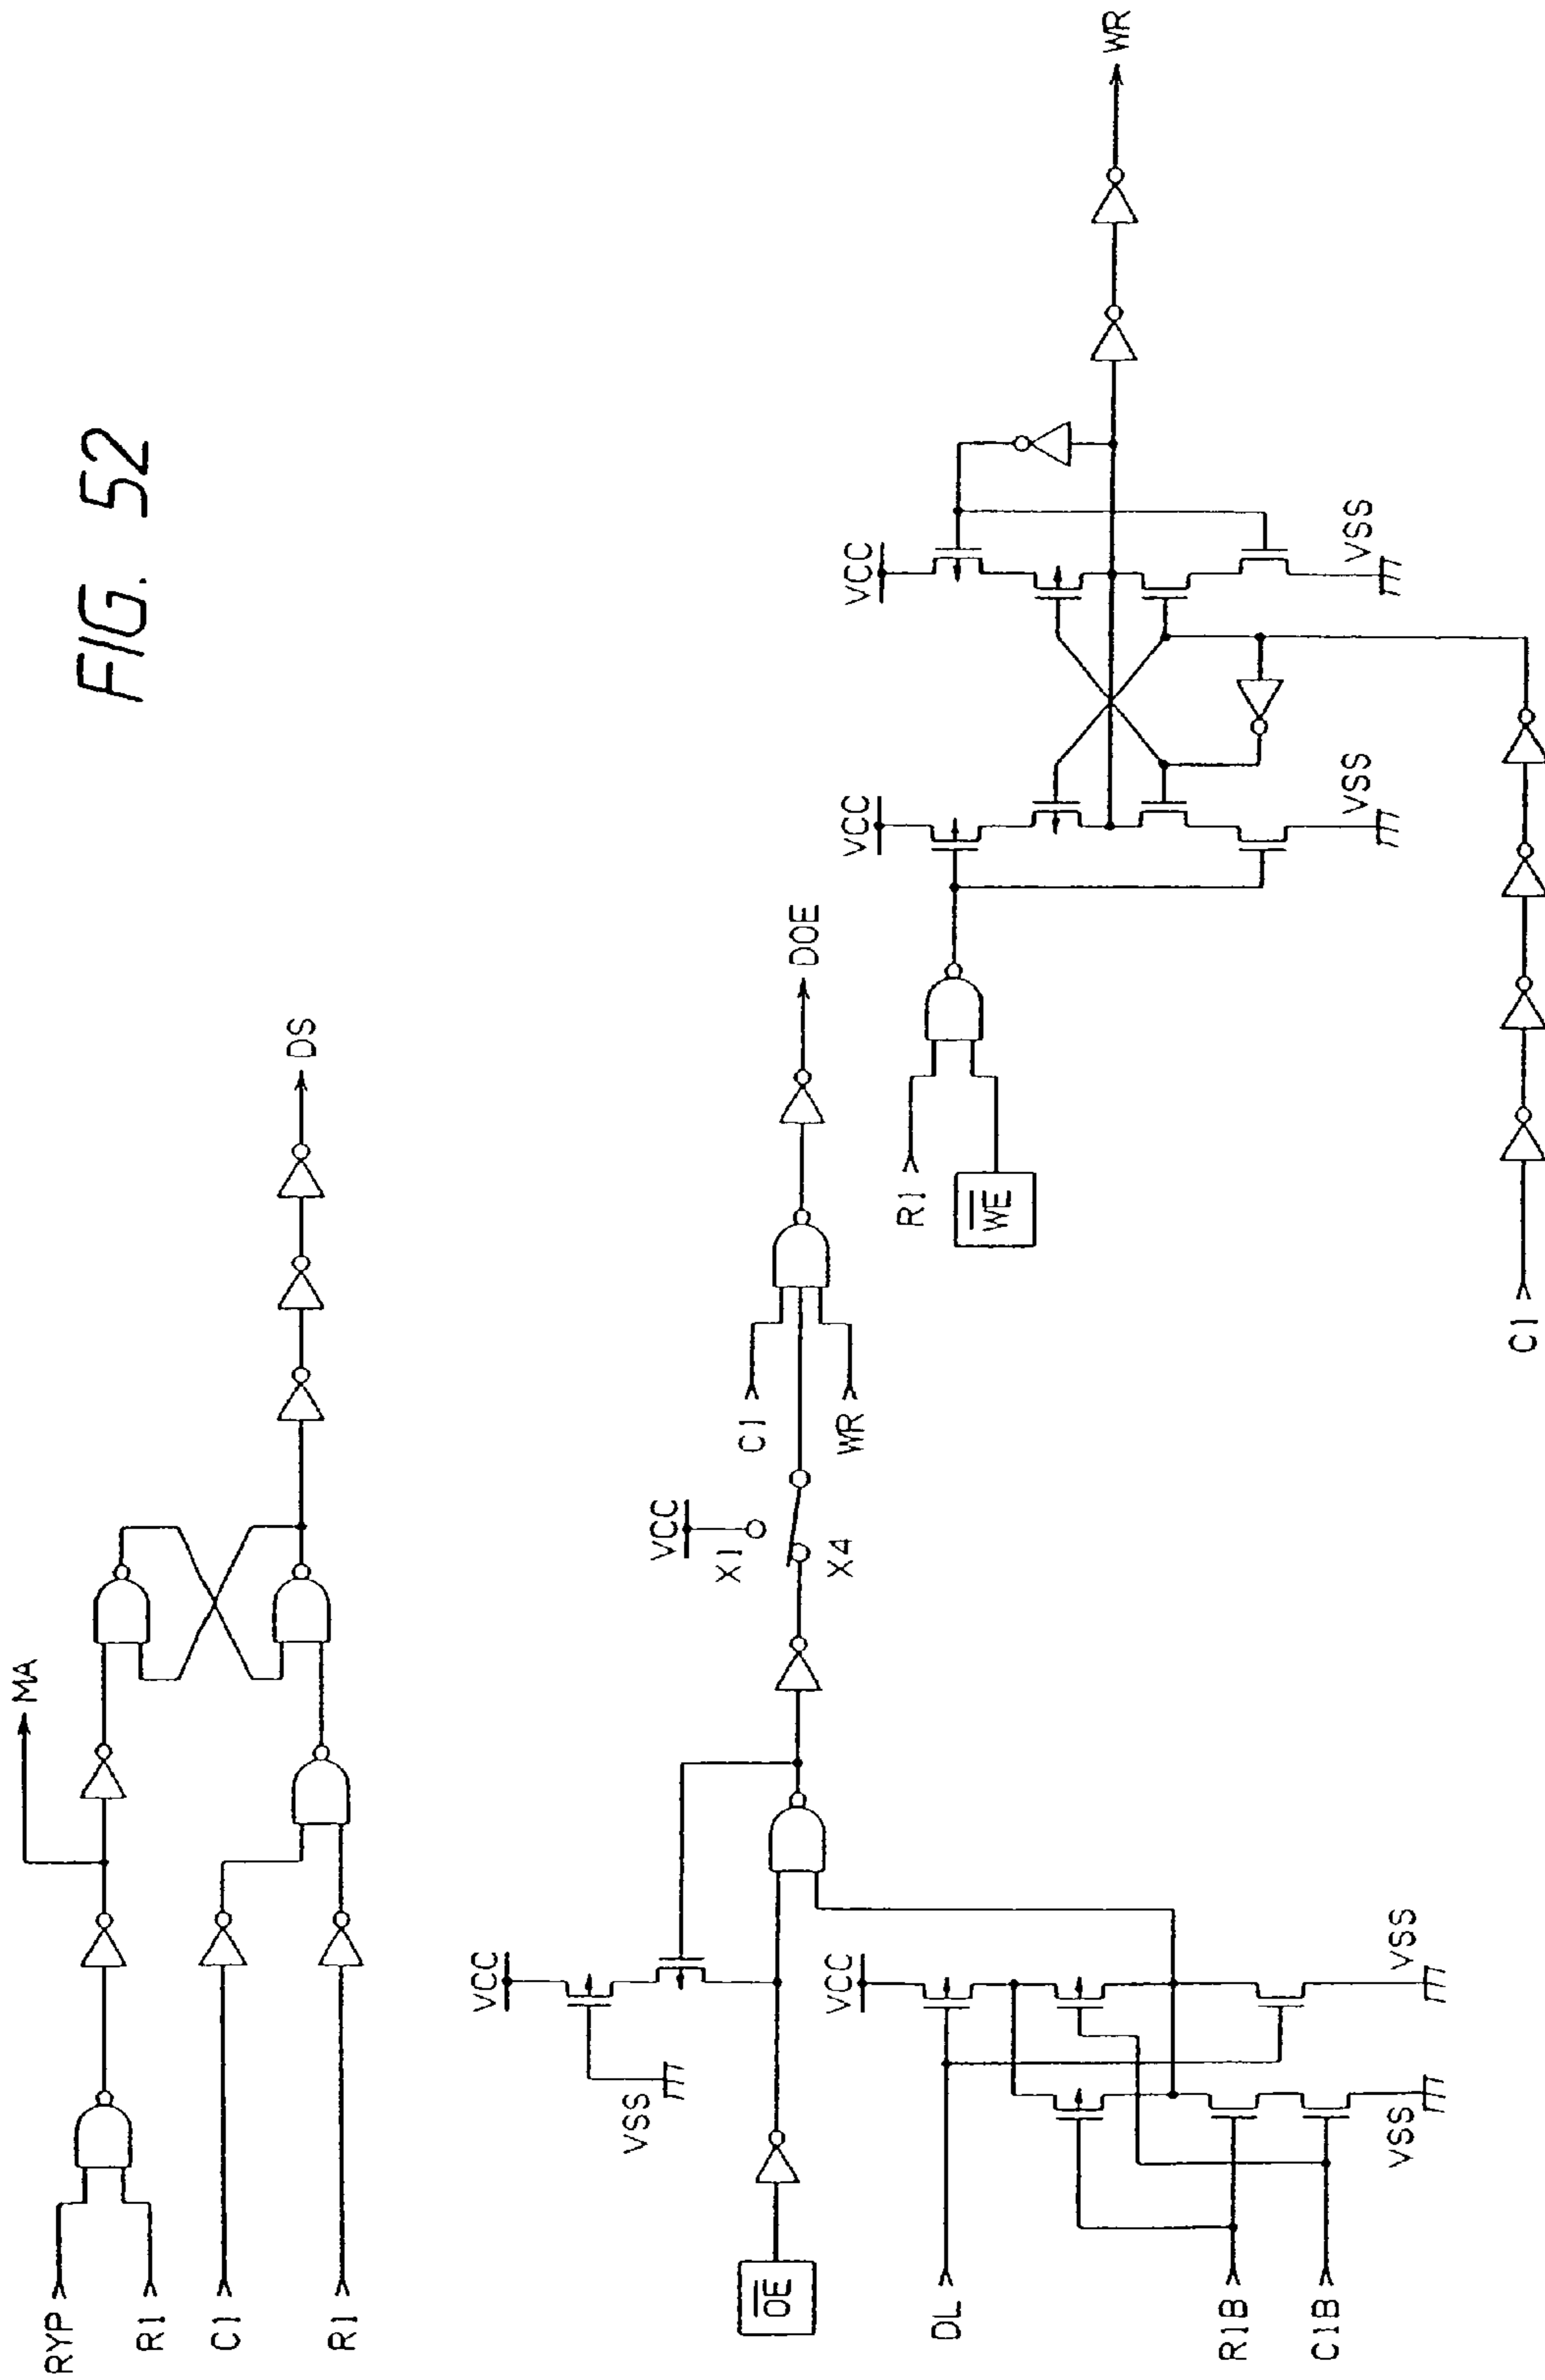 FIG. 52
RYP
R1
C1
R1
MA
DS
VCC
VSS
OE
VCC
X1
X4
C1
WR
DOE
DL
R1B
C1B
VCC
VSS
VSS
R1
WE
VCC
VSS
VCC
VSS
WR
C1